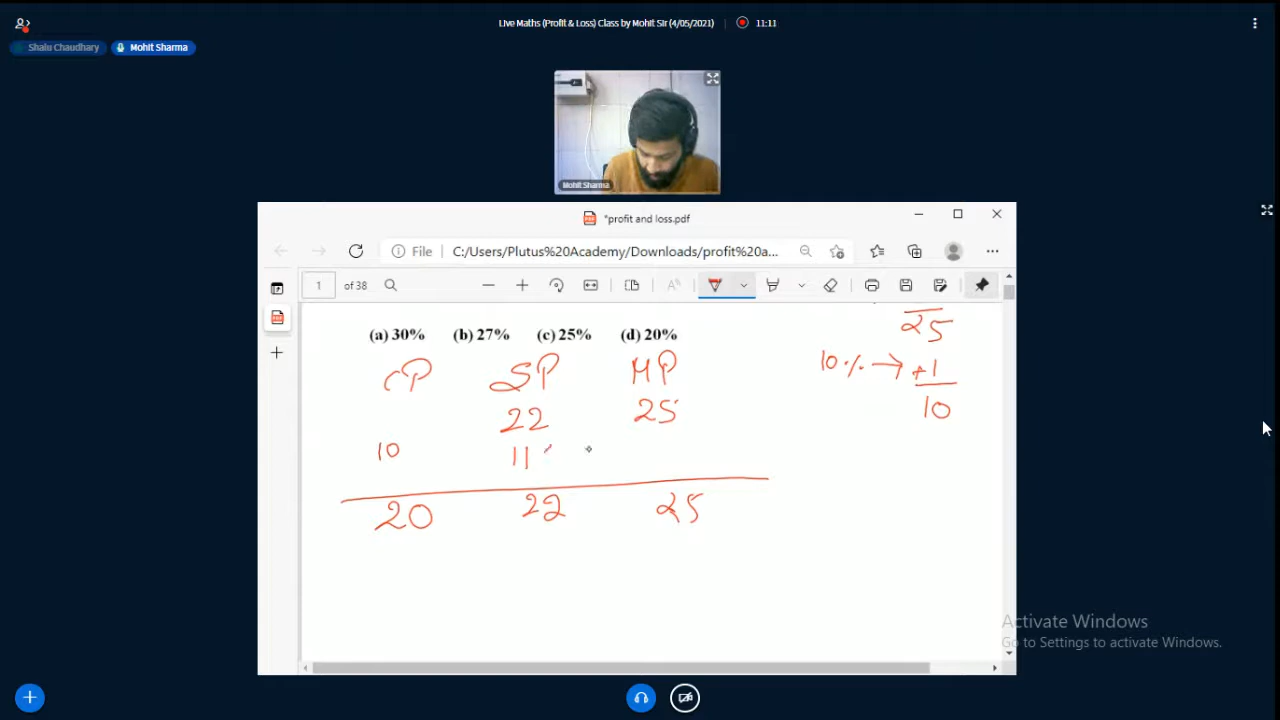 Live Maths (Profit & Loss) Class by Mohit Sir (4/05/2021) 11:11
Shalu Chaudhary Mohit Sharma
Mohit Sharma
*profit and loss.pdf
File C:/Users/Plutus%20Academy/Downloads/profit%20a...
1 of 38
(a) 30% (b) 27% (c) 25% (d) 20%
25
10% → +1
10
CP SP MP
22 25
10 11
20 22 25
Activate Windows
Go to Settings to activate Windows.